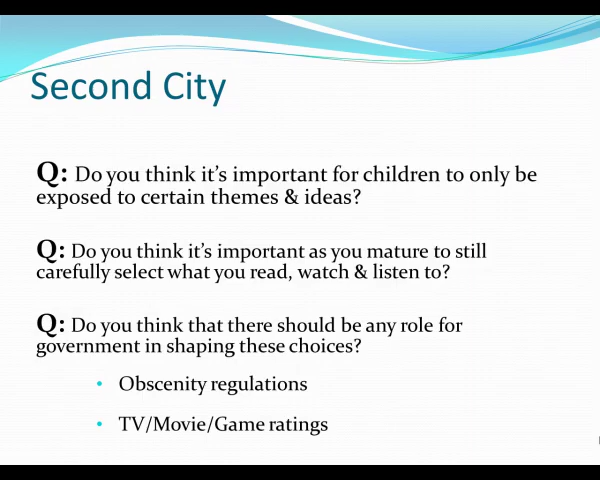 Second City
Q: Do you think it's important for children to only be
exposed to certain themes & ideas?
Q: Do you think it's important as you mature to still
carefully select what you read, watch & listen to?
Q: Do you think that there should be any role for
government in shaping these choices?
• Obscenity regulations
• TV/Movie/Game ratings